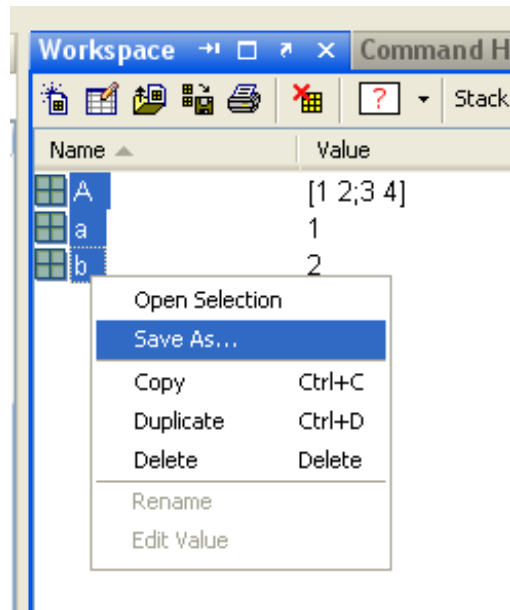 Workspace Command H
? Stack
Name Value
A [1 2;3 4]
a 1
b 2
Open Selection
Save As...
Copy Ctrl+C
Duplicate Ctrl+D
Delete Delete
Rename
Edit Value